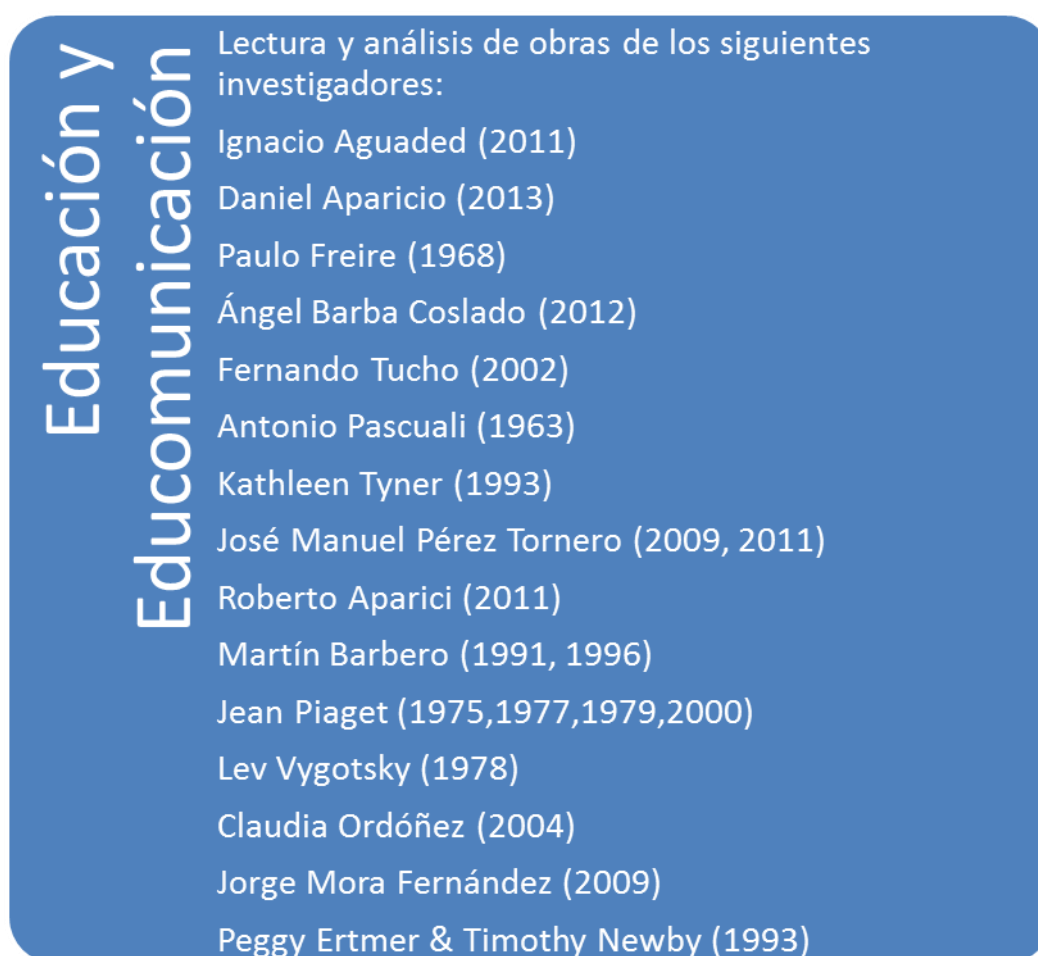 Educación y
Educomunicación
Lectura y análisis de obras de los siguientes
investigadores:
Ignacio Aguaded (2011)
Daniel Aparicio (2013)
Paulo Freire (1968)
Ángel Barba Coslado (2012)
Fernando Tucho (2002)
Antonio Pascuali (1963)
Kathleen Tyner (1993)
José Manuel Pérez Tornero (2009, 2011)
Roberto Aparici (2011)
Martín Barbero (1991, 1996)
Jean Piaget (1975,1977,1979,2000)
Lev Vygotsky (1978)
Claudia Ordóñez (2004)
Jorge Mora Fernández (2009)
Peggy Ertmer & Timothy Newby (1993)